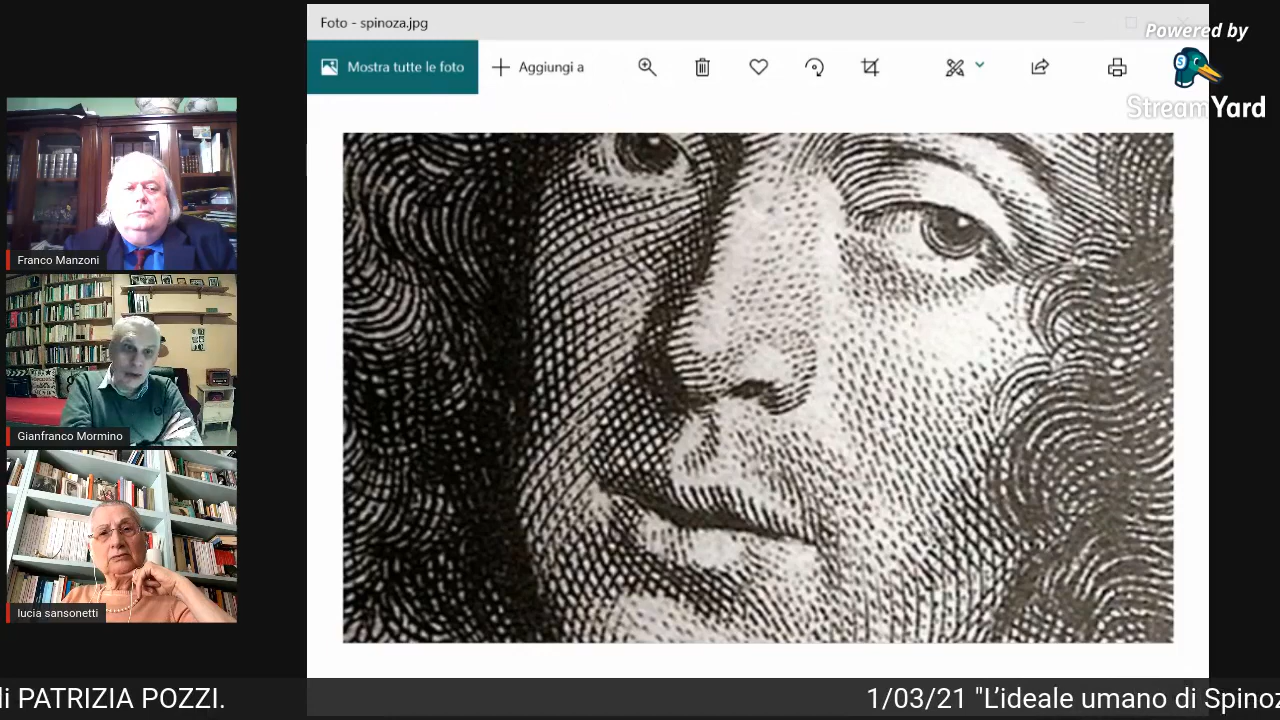 Foto - spinoza.jpg
Powered by
Mostra tutte le foto
Aggiungi a
StreamYard
Franco Manzoni
Gianfranco Mormino
lucia sansonetti
di PATRIZIA POZZI.
1/03/21 "L'ideale umano di Spinoz